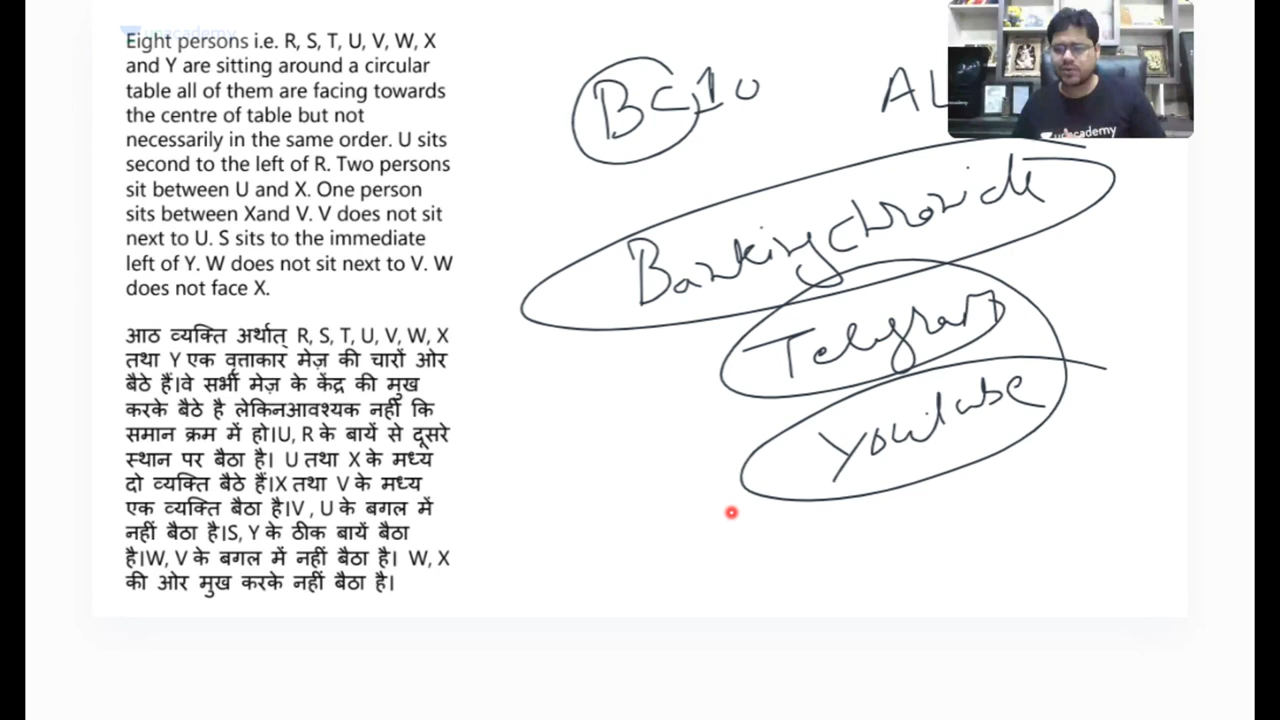 unacademy
Eight persons i.e. R, S, T, U, V, W, X
and Y are sitting around a circular
table all of them are facing towards
the centre of table but not
necessarily in the same order. U sits
second to the left of R. Two persons
sit between U and X. One person
sits between Xand V. V does not sit
next to U. S sits to the immediate
left of Y. W does not sit next to V. W
does not face X.
आठ व्यक्ति अर्थात् R, S, T, U, V, W, X
तथा Y एक वृत्ताकार मेज़ की चारों ओर
बैठे हैं।वे सभी मेज़ के केंद्र की मुख
करके बैठे है लेकिनआवश्यक नहीं कि
समान क्रम में हो।U, R के बायें से दूसरे
स्थान पर बैठा है। U तथा X के मध्य
दो व्यक्ति बैठे हैं।X तथा V के मध्य
एक व्यक्ति बैठा है।V , U के बगल में
नहीं बैठा है।S, Y के ठीक बायें बैठा
है।W, V के बगल में नहीं बैठा है। W, X
की ओर मुख करके नहीं बैठा है।
BC10 AL
Bankingchronicle
Telegram
Youtube
unacademy